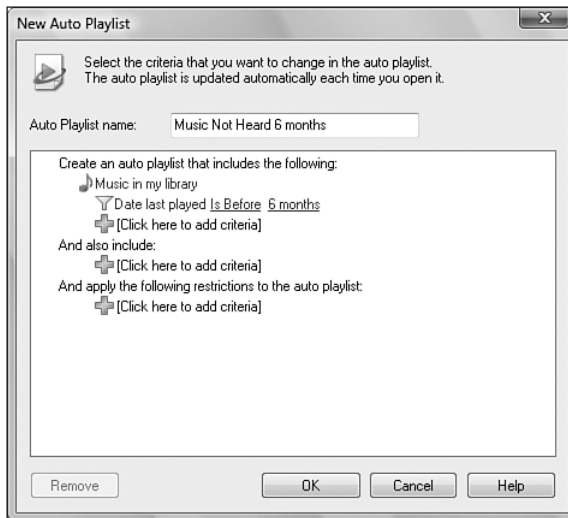 New Auto Playlist
Select the criteria that you want to change in the auto playlist.
The auto playlist is updated automatically each time you open it.
Auto Playlist name: Music Not Heard 6 months
Create an auto playlist that includes the following:
Music in my library
Date last played Is Before 6 months
[Click here to add criteria]
And also include:
[Click here to add criteria]
And apply the following restrictions to the auto playlist:
[Click here to add criteria]
Remove OK Cancel Help